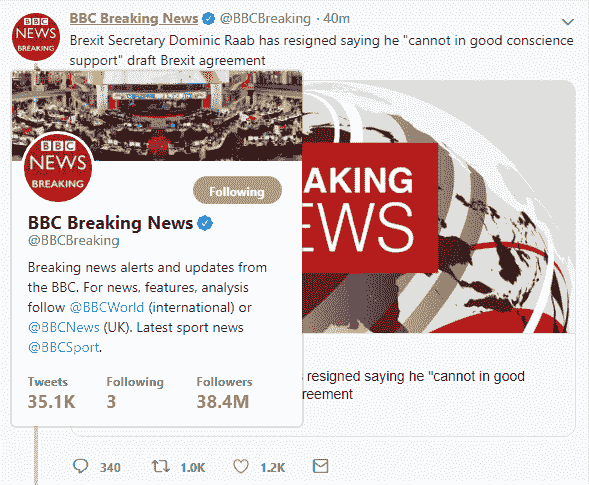 BBC Breaking News @BBCBreaking · 40m
Brexit Secretary Dominic Raab has resigned saying he "cannot in good conscience
support" draft Brexit agreement
BBC
NEWS
BREAKING
BBC
NEWS
BREAKING
Following
BBC Breaking News
@BBCBreaking
Breaking news alerts and updates from
the BBC. For news, features, analysis
follow @BBCWorld (international) or
@BBCNews (UK). Latest sport news
@BBCSport.
Tweets Following Followers
35.1K 3 38.4M
AKING
EWS
resigned saying he "cannot in good
reement
340 1.0K 1.2K